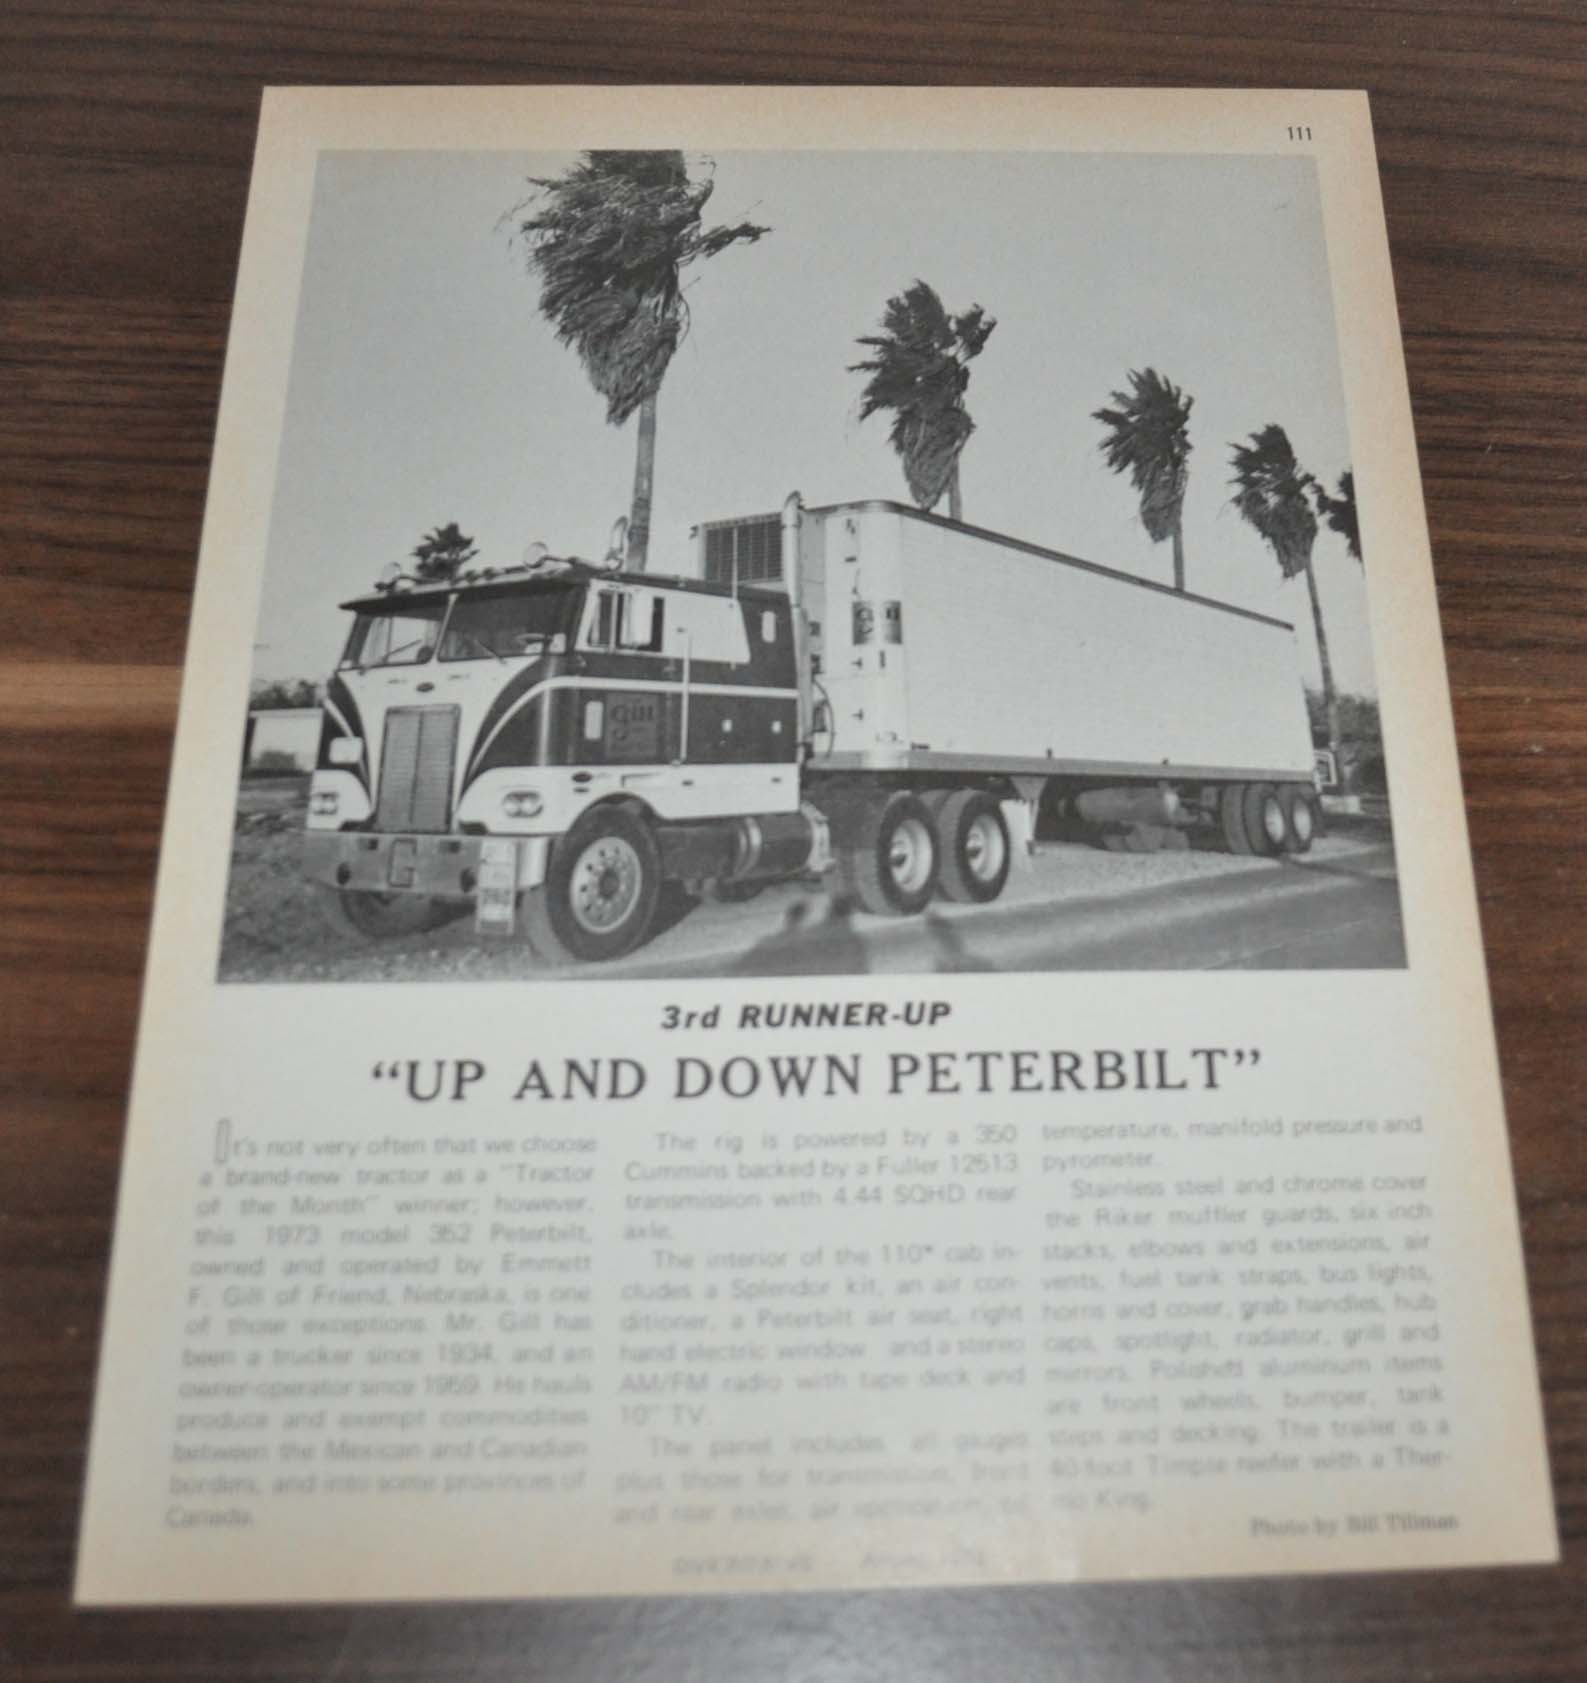 111
Gill
G
3rd RUNNER-UP
“UP AND DOWN PETERBILT”
It's not very often that we choose
a brand-new tractor as a "Tractor
of the Month" winner; however,
this 1973 model 352 Peterbilt,
owned and operated by Emmett
F. Gill of Friend, Nebraska, is one
of those exceptions. Mr. Gill has
been a trucker since 1934, and an
owner-operator since 1959. He hauls
produce and exempt commodities
between the Mexican and Canadian
borders, and into some provinces of
Canada.
The rig is powered by a 350
Cummins backed by a Fuller 12513
transmission with 4.44 SQHD rear
axle.
The interior of the 110" cab in-
cludes a Splendor kit, an air con-
ditioner, a Peterbilt air seat, right
hand electric window and a stereo
AM/FM radio with tape deck and
10" TV.
The panel includes all gauges
plus those for transmission, front
and rear axles, air
temperature, manifold pressure and
pyrometer.
Stainless steel and chrome cover
the Riker muffler guards, six inch
stacks, elbows and extensions, air
vents, fuel tank straps, bus lights,
horns and cover, grab handles, hub
caps, spotlight, radiator, grill and
mirrors. Polished aluminum items
are front wheels, bumper, tank
steps and decking. The trailer is a
40-foot Timpte reefer with a Ther-
mo King.
Photo by Bill Tillman
OVERDRIVE